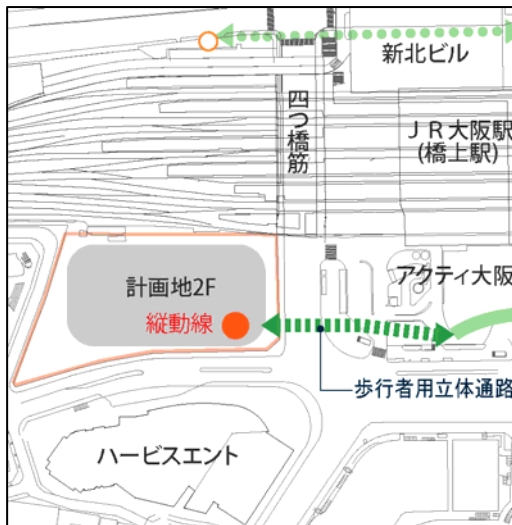 新北ビル
四つ橋筋
JR大阪駅
(橋上駅)
計画地2F
縦動線
アクティ大阪
歩行者用立体通路
ハービスエント